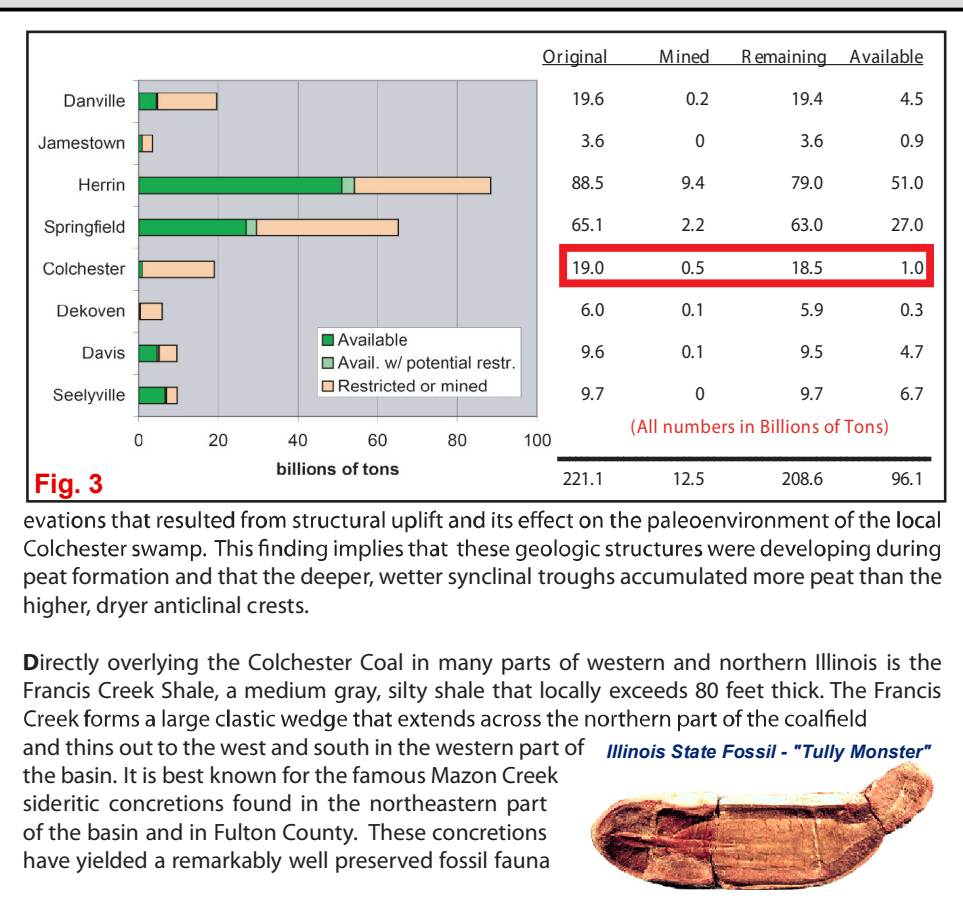 Original Mined Remaining Available
Danville 19.6 0.2 19.4 4.5
Jamestown 3.6 0 3.6 0.9
Herrin 88.5 9.4 79.0 51.0
Springfield 65.1 2.2 63.0 27.0
Colchester 19.0 0.5 18.5 1.0
Dekoven 6.0 0.1 5.9 0.3
Available
Davis 9.6 0.1 9.5 4.7
Avail. w/ potential restr.
Restricted or mined
Seelyville 9.7 0 9.7 6.7
(All numbers in Billions of Tons)
0 20 40 60 80 100
billions of tons
Fig. 3
221.1 12.5 208.6 96.1
evations that resulted from structural uplift and its effect on the paleoenvironment of the local
Colchester swamp. This finding implies that these geologic structures were developing during
peat formation and that the deeper, wetter synclinal troughs accumulated more peat than the
higher, dryer anticlinal crests.
Directly overlying the Colchester Coal in many parts of western and northern Illinois is the
Francis Creek Shale, a medium gray, silty shale that locally exceeds 80 feet thick. The Francis
Creek forms a large clastic wedge that extends across the northern part of the coalfield
and thins out to the west and south in the western part of
the basin. It is best known for the famous Mazon Creek
sideritic concretions found in the northeastern part
of the basin and in Fulton County. These concretions
have yielded a remarkably well preserved fossil fauna
Illinois State Fossil - "Tully Monster"